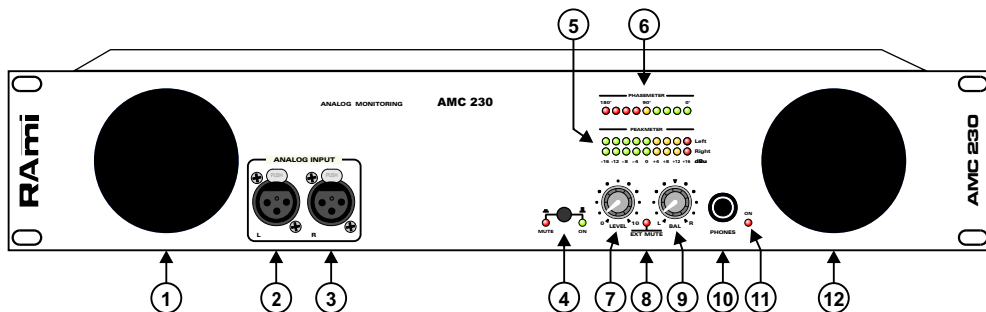 5 6
PHASEMETER
180° 90° 0°
ANALOG MONITORING AMC 230
PEAKMETER
Left
Right
-16 -12 -8 -4 0 +4 +8 +12 +16 dBu
RAmi
AMC 230
ANALOG INPUT
PUSH PUSH
L R
MUTE ON
0 LEVEL 10
EXT MUTE
L BAL R
PHONES
ON
1 2 3 4 7 8 9 10 11 12